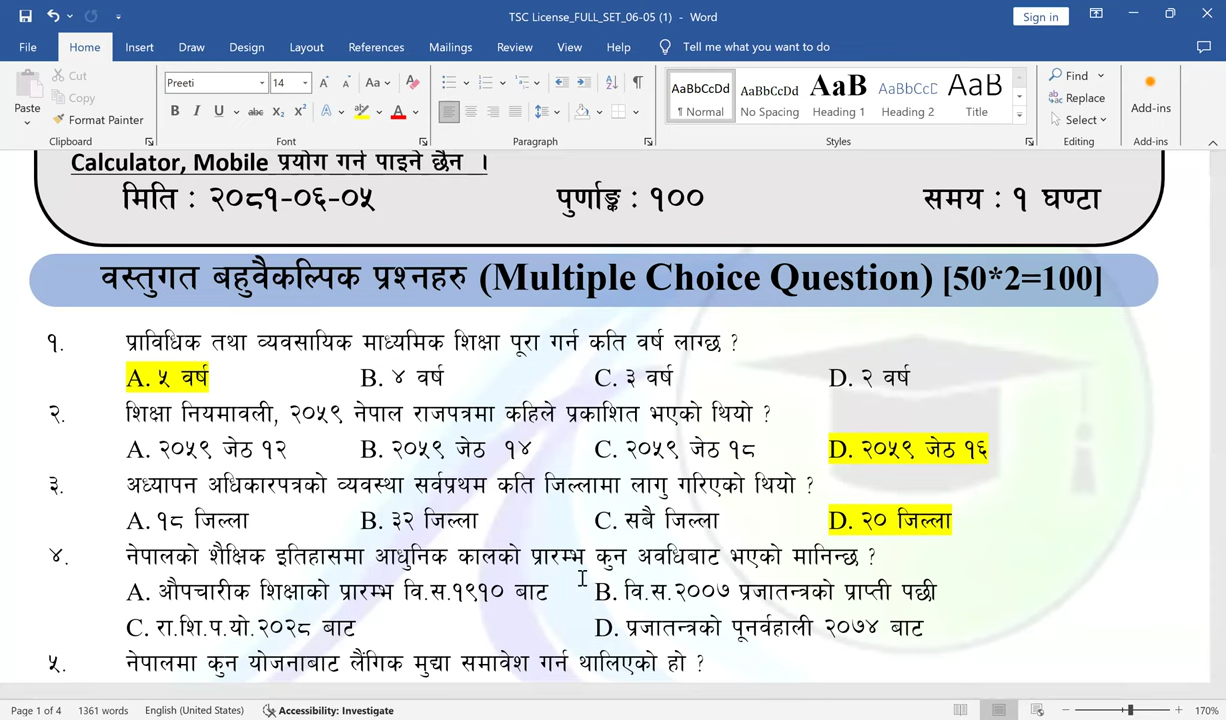 TSC License_FULL_SET_06-05 (1) - Word
Sign in
File Home Insert Draw Design Layout References Mailings Review View Help Tell me what you want to do
Paste
Cut
Copy
Format Painter
Clipboard
Preeti 14
Font
Paragraph
AaBbCcDd AaBbCcDd AaB AaBbCcD AaB
¶ Normal No Spacing Heading 1 Heading 2 Title
Styles
Find
Replace
Select
Editing
Add-ins
Add-ins
Calculator, Mobile प्रयोग गर्न पाइने छैन ।
मिति : २०८१-०६-०५ पुर्णाङ्क : १०० समय : १ घण्टा
वस्तुगत बहुवैकल्पिक प्रश्नहरु (Multiple Choice Question) [50*2=100]
१. प्राविधिक तथा व्यवसायिक माध्यमिक शिक्षा पूरा गर्न कति वर्ष लाग्छ ?
A. ५ वर्ष B. ४ वर्ष C. ३ वर्ष D. २ वर्ष
२. शिक्षा नियमावली, २०५९ नेपाल राजपत्रमा कहिले प्रकाशित भएको थियो ?
A. २०५९ जेठ १२ B. २०५९ जेठ १४ C. २०५९ जेठ १८ D. २०५९ जेठ १६
३. अध्यापन अधिकारपत्रको व्यवस्था सर्वप्रथम कति जिल्लामा लागु गरिएको थियो ?
A. १८ जिल्ला B. ३२ जिल्ला C. सबै जिल्ला D. २० जिल्ला
४. नेपालको शैक्षिक इतिहासमा आधुनिक कालको प्रारम्भ कुन अवधिबाट भएको मानिन्छ ?
A. औपचारीक शिक्षाको प्रारम्भ वि.स.१९१० बाट B. वि.स.२००७ प्रजातन्त्रको प्राप्ती पछी
C. रा.शि.प.यो.२०२८ बाट D. प्रजातन्त्रको पूनर्वहाली २०७४ बाट
५. नेपालमा कुन योजनाबाट लैंगिक मुद्या समावेश गर्न थालिएको हो ?
Page 1 of 4 1361 words English (United States) Accessibility: Investigate 170%